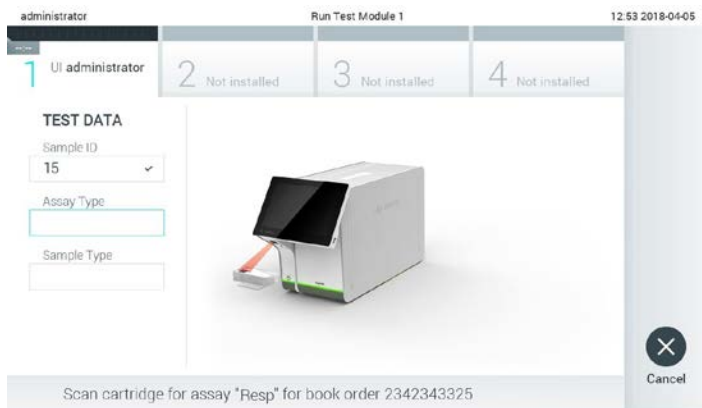 administrator Run Test Module 1 12:53 2018-04-05
1 UI administrator
2 Not installed
3 Not installed
4 Not installed
TEST DATA
Sample ID
15
Assay Type
Sample Type
Cancel
Scan cartridge for assay "Resp" for book order 2342343325